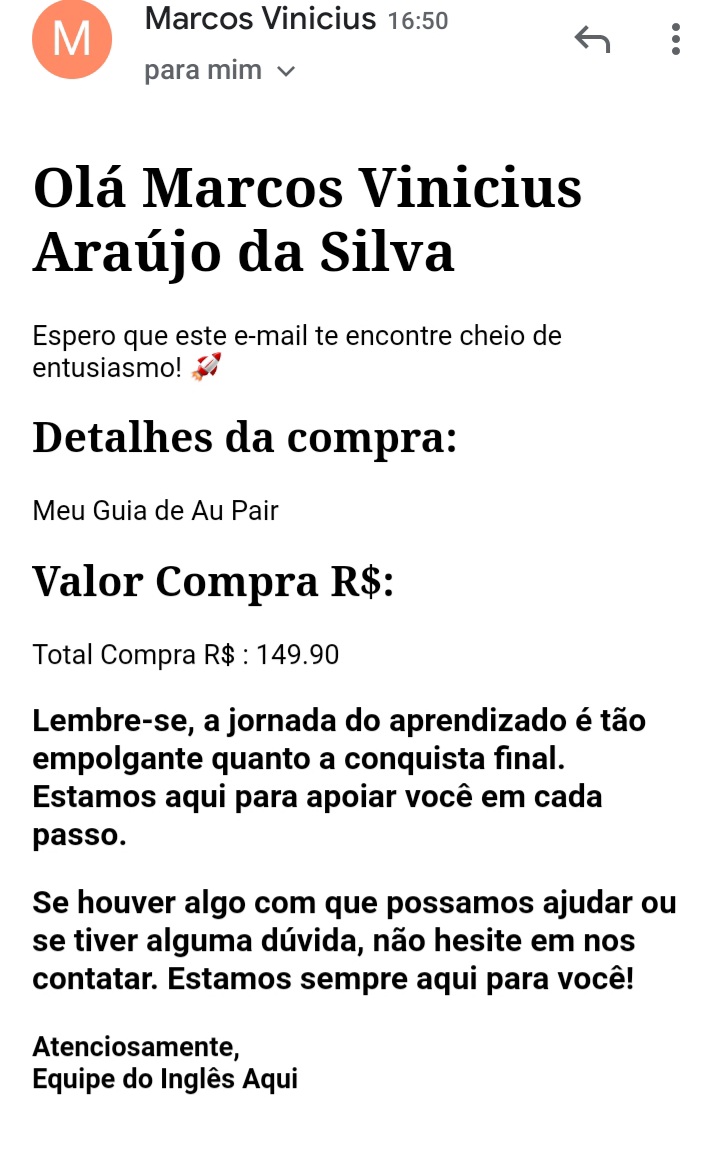 M
Marcos Vinicius 16:50
para mim
Olá Marcos Vinicius
Araújo da Silva
Espero que este e-mail te encontre cheio de
entusiasmo! 🚀
Detalhes da compra:
Meu Guia de Au Pair
Valor Compra R$:
Total Compra R$ : 149.90
Lembre-se, a jornada do aprendizado é tão
empolgante quanto a conquista final.
Estamos aqui para apoiar você em cada
passo.
Se houver algo com que possamos ajudar ou
se tiver alguma dúvida, não hesite em nos
contatar. Estamos sempre aqui para você!
Atenciosamente,
Equipe do Inglês Aqui